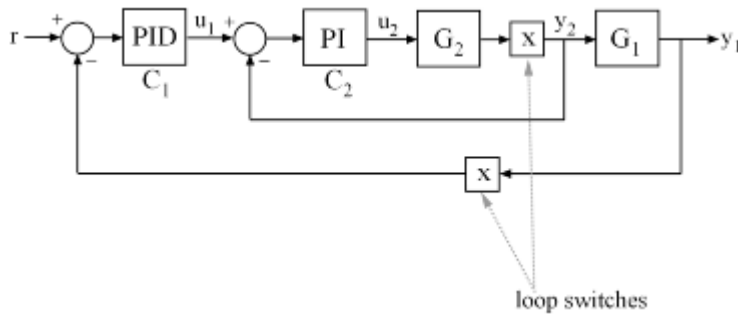 r + − PID u₁ + − PI u₂ G₂ x y₂ G₁ y₁
C₁ C₂
x
loop switches